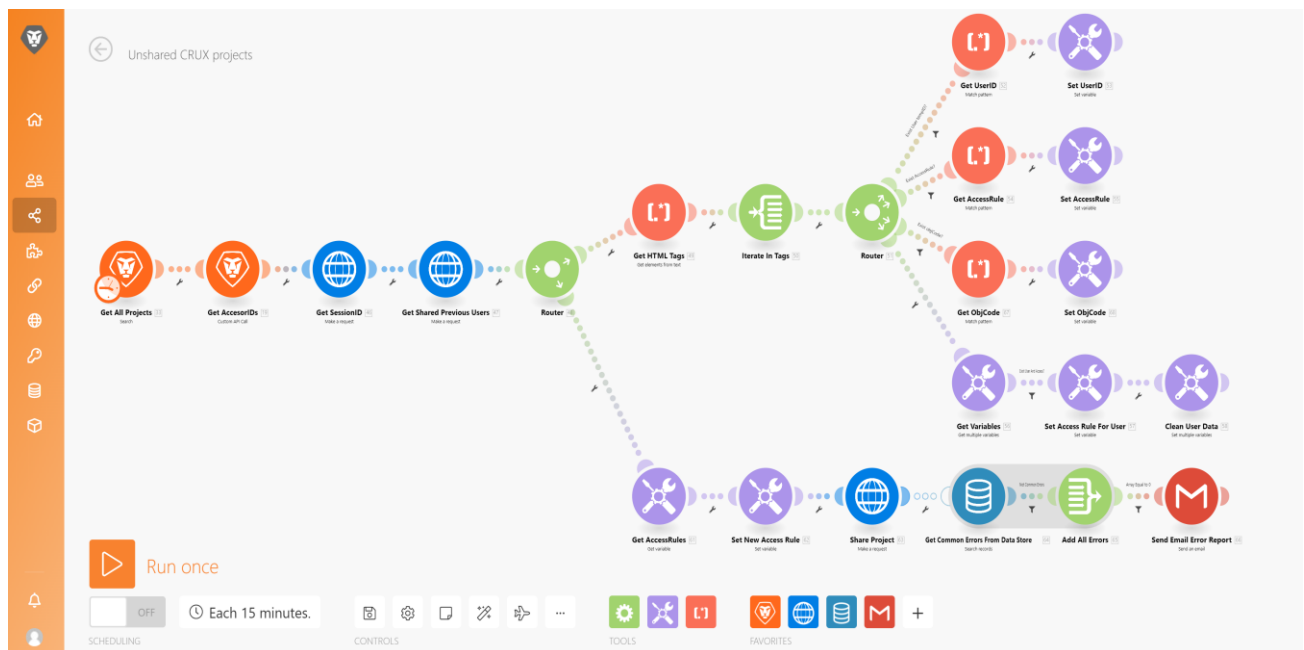 Unshared CRUX projects
Get UserID
Match pattern
Set UserID
Set variable
Get AccessRule
Match pattern
Set AccessRule
Set variable
Get HTML Tags
Get elements from text
Iterate In Tags
Router
Get All Projects
Search
Get AccesorIDs
Custom API Call
Get SessionID
Make a request
Get Shared Previous Users
Make a request
Router
Get ObjCode
Match pattern
Set ObjCode
Set variable
Get Variables
Get multiple variables
Set Access Rule For User
Set variable
Clean User Data
Set multiple variables
Get AccessRules
Get variable
Set New Access Rule
Set variable
Share Project
Make a request
Get Common Errors From Data Store
Search records
Add All Errors
Send Email Error Report
Send an email
Run once
OFF
Each 15 minutes.
SCHEDULING
CONTROLS
TOOLS
FAVORITES